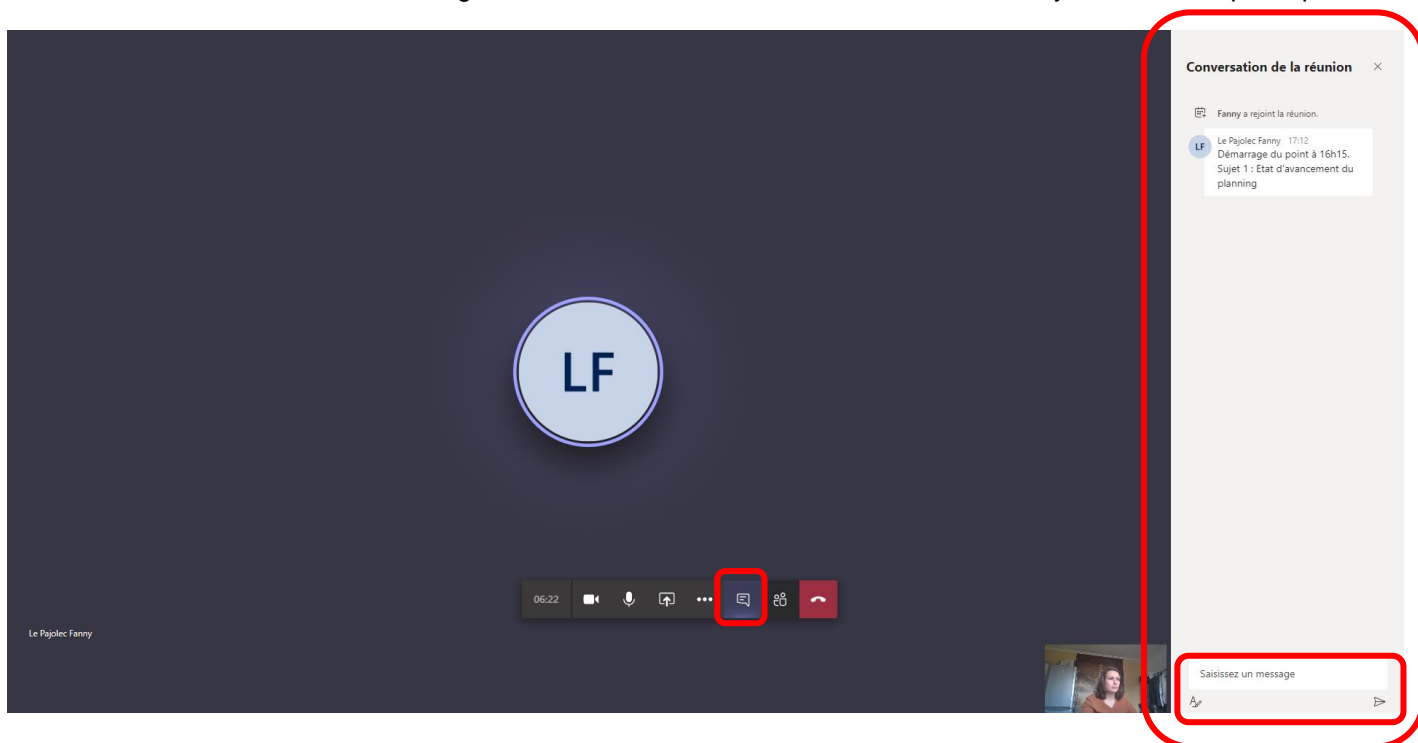 Conversation de la réunion
Fanny a rejoint la réunion.
LF
Le Pajolec Fanny 17:12
Démarrage du point à 16h15.
Sujet 1 : Etat d'avancement du
planning
LF
06:22
Le Pajolec Fanny
Saisissez un message